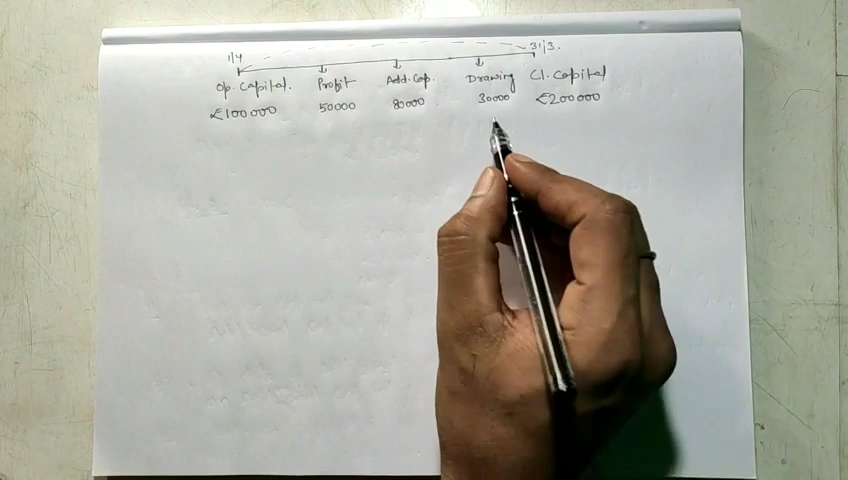 1/4 31/3.
Op. Capital. Profit Add. Cap. Drawing Cl. Capital
₹100000 50000 80000 30000 ₹200000